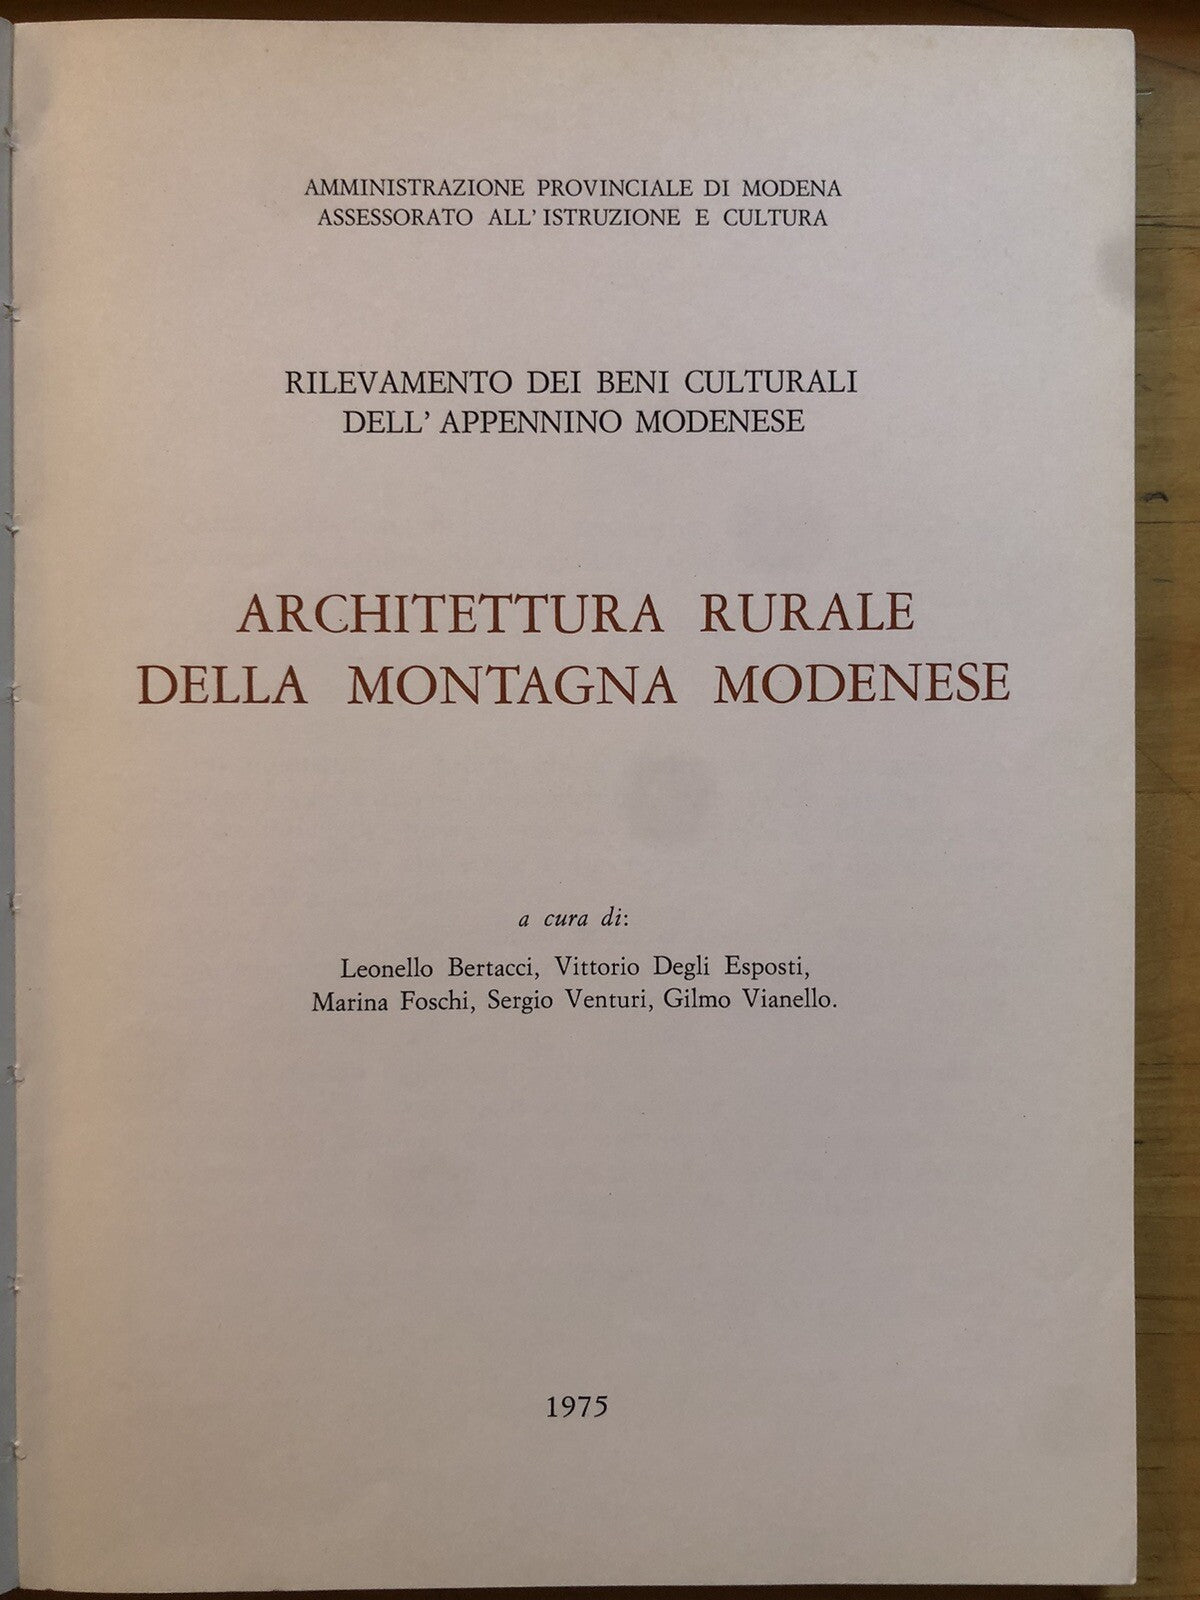 AMMINISTRAZIONE PROVINCIALE DI MODENA
ASSESSORATO ALL' ISTRUZIONE E CULTURA
RILEVAMENTO DEI BENI CULTURALI
DELL' APPENNINO MODENESE
ARCHITETTURA RURALE
DELLA MONTAGNA MODENESE
a cura di:
Leonello Bertacci, Vittorio Degli Esposti,
Marina Foschi, Sergio Venturi, Gilmo Vianello.
1975